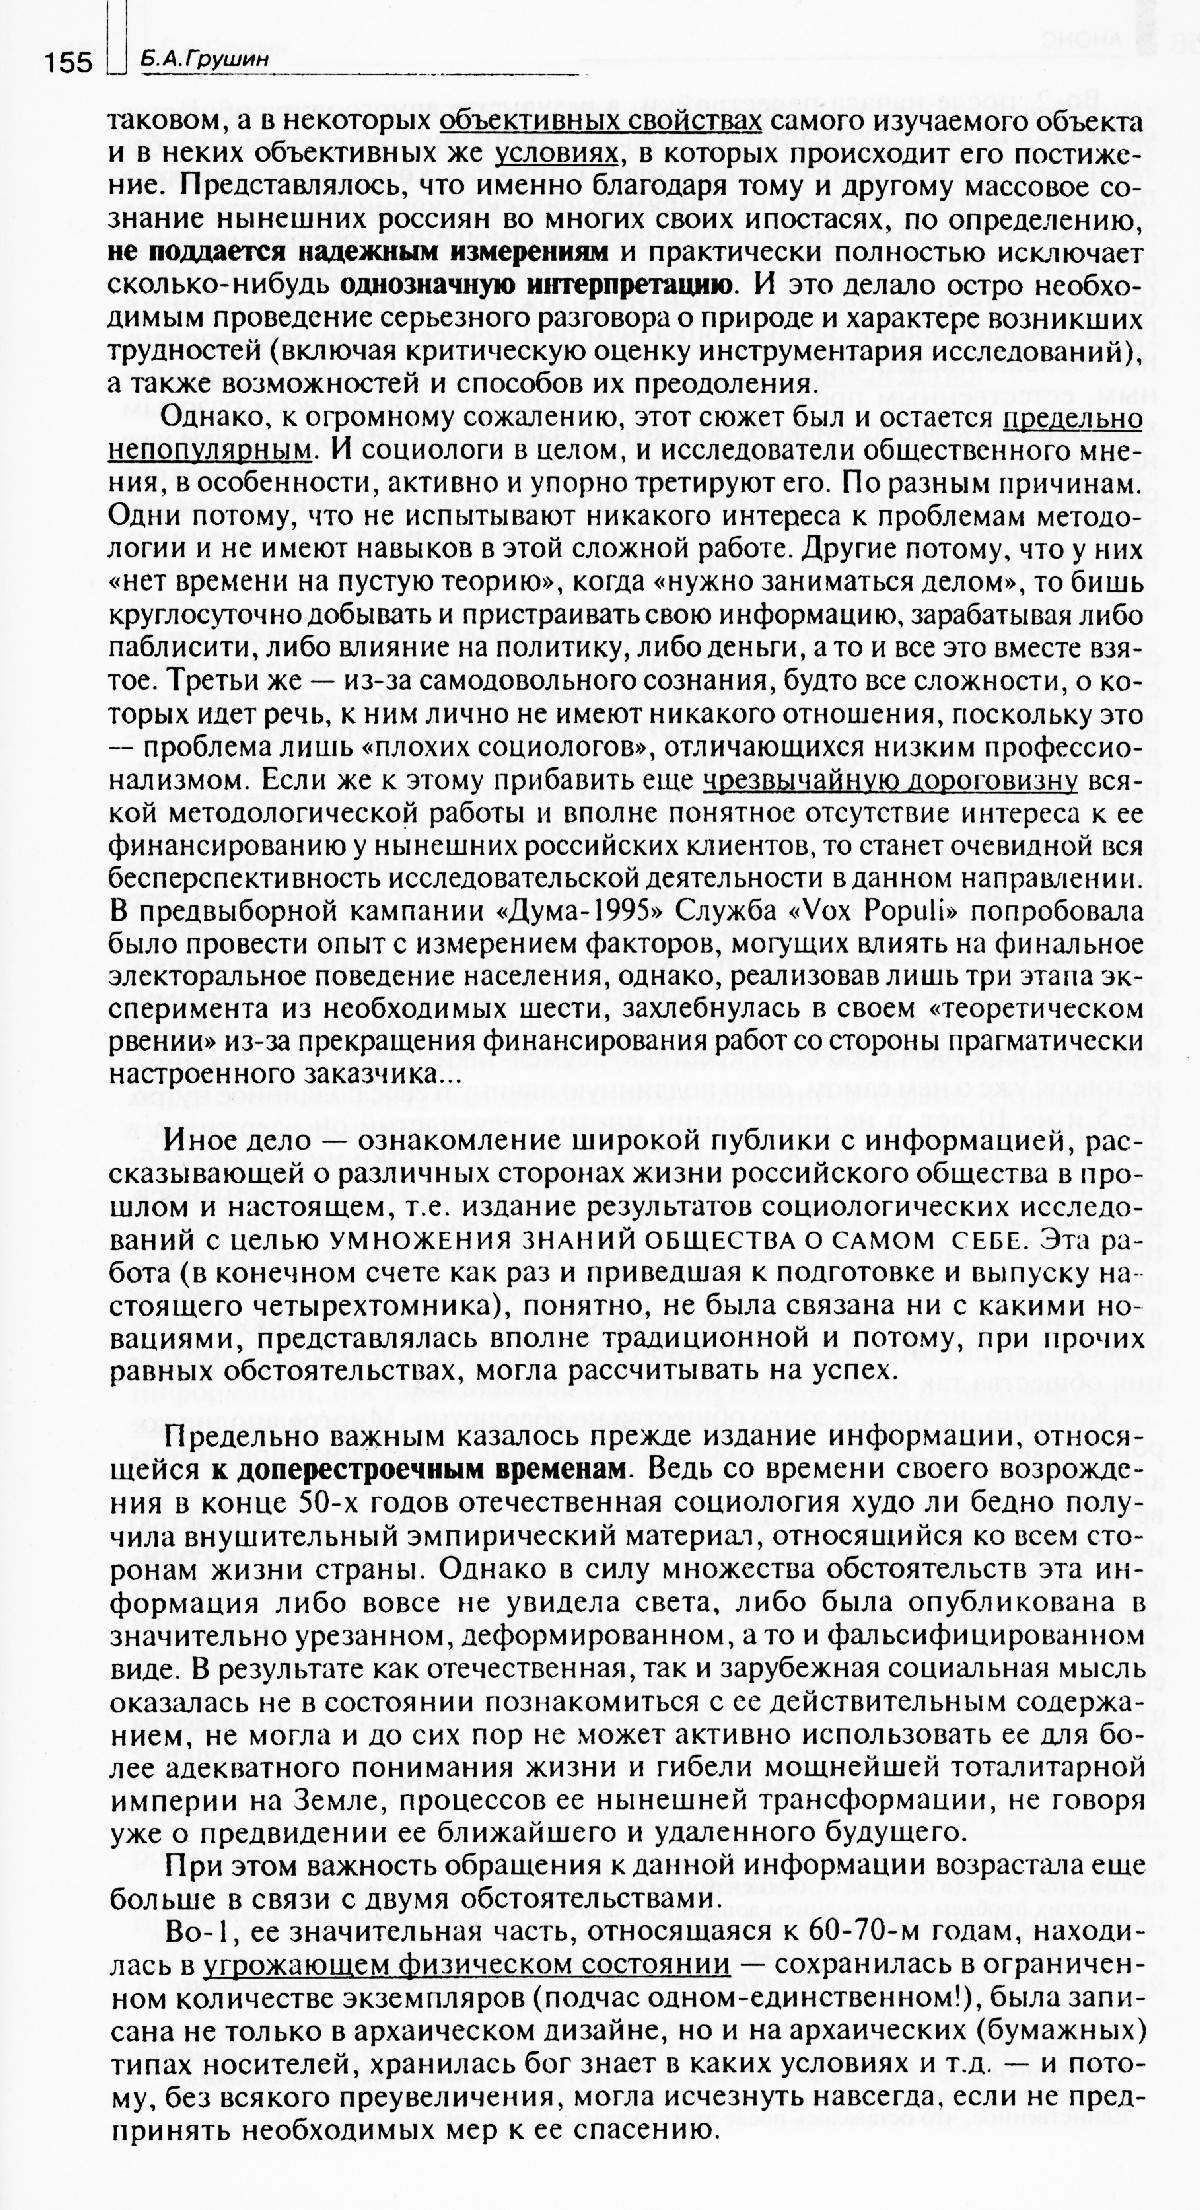 155
Б.А.Грушин
таковом, а в некоторых объективных свойствах самого изучаемого объекта
и в неких объективных же условиях, в которых происходит его постиже-
ние. Представлялось, что именно благодаря тому и другому массовое со-
знание нынешних россиян во многих своих ипостасях, по определению,
не поддается надежным измерениям и практически полностью исключает
сколько-нибудь однозначную интерпретацию. И это делало остро необхо-
димым проведение серьезного разговора о природе и характере возникших
трудностей (включая критическую оценку инструментария исследований),
а также возможностей и способов их преодоления.
Однако, к огромному сожалению, этот сюжет был и остается предельно
непопулярным. И социологи в целом, и исследователи общественного мне-
ния, в особенности, активно и упорно третируют его. По разным причинам.
Одни потому, что не испытывают никакого интереса к проблемам методо-
логии и не имеют навыков в этой сложной работе. Другие потому, что у них
«нет времени на пустую теорию», когда «нужно заниматься делом», то бишь
круглосуточно добывать и пристраивать свою информацию, зарабатывая либо
паблисити, либо влияние на политику, либо деньги, а то и все это вместе взя-
тое. Третьи же — из-за самодовольного сознания, будто все сложности, о ко-
торых идет речь, к ним лично не имеют никакого отношения, поскольку это
— проблема лишь «плохих социологов», отличающихся низким профессио-
нализмом. Если же к этому прибавить еще чрезвычайную дороговизну вся-
кой методологической работы и вполне понятное отсутствие интереса к ее
финансированию у нынешних российских клиентов, то станет очевидной вся
бесперспективность исследовательской деятельности в данном направлении.
В предвыборной кампании «Дума-1995» Служба «Vox Populi» попробовала
было провести опыт с измерением факторов, могущих влиять на финальное
электоральное поведение населения, однако, реализовав лишь три этапа эк-
сперимента из необходимых шести, захлебнулась в своем «теоретическом
рвении» из-за прекращения финансирования работ со стороны прагматически
настроенного заказчика...
Иное дело — ознакомление широкой публики с информацией, рас-
сказывающей о различных сторонах жизни российского общества в про-
шлом и настоящем, т.е. издание результатов социологических исследо-
ваний с целью УМНОЖЕНИЯ ЗНАНИЙ ОБЩЕСТВА О САМОМ СЕБЕ. Эта ра-
бота (в конечном счете как раз и приведшая к подготовке и выпуску на-
стоящего четырехтомника), понятно, не была связана ни с какими но-
вациями, представлялась вполне традиционной и потому, при прочих
равных обстоятельствах, могла рассчитывать на успех.
Предельно важным казалось прежде издание информации, относя-
щейся к доперестроечным временам. Ведь со времени своего возрожде-
ния в конце 50-х годов отечественная социология худо ли бедно полу-
чила внушительный эмпирический материал, относящийся ко всем сто-
ронам жизни страны. Однако в силу множества обстоятельств эта ин-
формация либо вовсе не увидела света, либо была опубликована в
значительно урезанном, деформированном, а то и фальсифицированном
виде. В результате как отечественная, так и зарубежная социальная мысль
оказалась не в состоянии познакомиться с ее действительным содержа-
нием, не могла и до сих пор не может активно использовать ее для бо-
лее адекватного понимания жизни и гибели мощнейшей тоталитарной
империи на Земле, процессов ее нынешней трансформации, не говоря
уже о предвидении ее ближайшего и удаленного будущего.
При этом важность обращения к данной информации возрастала еще
больше в связи с двумя обстоятельствами.
Во-1, ее значительная часть, относящаяся к 60-70-м годам, находи-
лась в угрожающем физическом состоянии — сохранилась в ограничен-
ном количестве экземпляров (подчас одном-единственном!), была запи-
сана не только в архаическом дизайне, но и на архаических (бумажных)
типах носителей, хранилась бог знает в каких условиях и т.д. — и пото-
му, без всякого преувеличения, могла исчезнуть навсегда, если не пред-
принять необходимых мер к ее спасению.